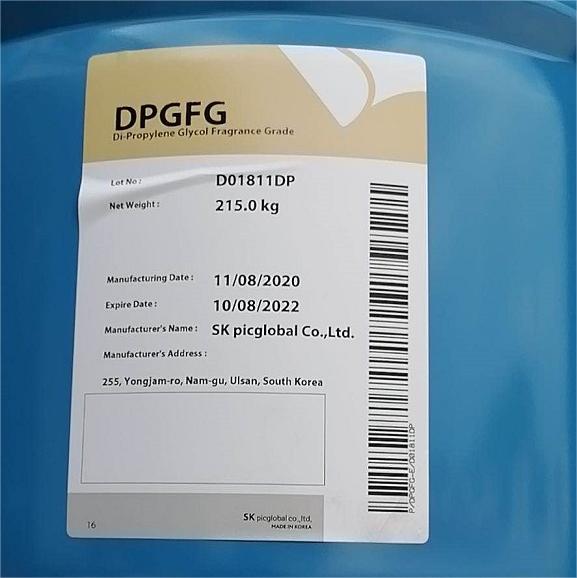 DPGFG
Di-Propylene Glycol Fragrance Grade
Lot No : D01811DP
Net Weight : 215.0 kg
Manufacturing Date : 11/08/2020
Expire Date : 10/08/2022
Manufacturer's Name : SK picglobal Co.,Ltd.
Manufacturer's Address :
255, Yongjam-ro, Nam-gu, Ulsan, South Korea
P/DPGFG-E/D01811DP
16
SK picglobal co.,ltd,
MADE IN KOREA